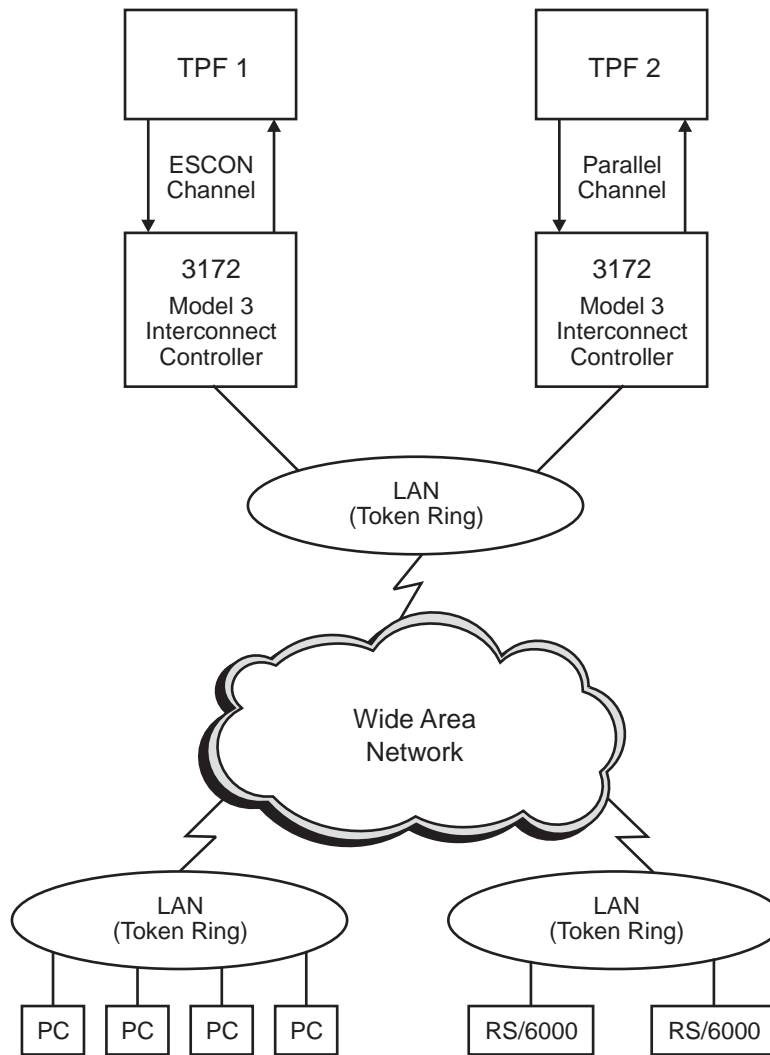 TPF 1
TPF 2
ESCON
Channel
Parallel
Channel
3172
Model 3
Interconnect
Controller
3172
Model 3
Interconnect
Controller
LAN
(Token Ring)
Wide Area
Network
LAN
(Token Ring)
LAN
(Token Ring)
PC
PC
PC
PC
RS/6000
RS/6000